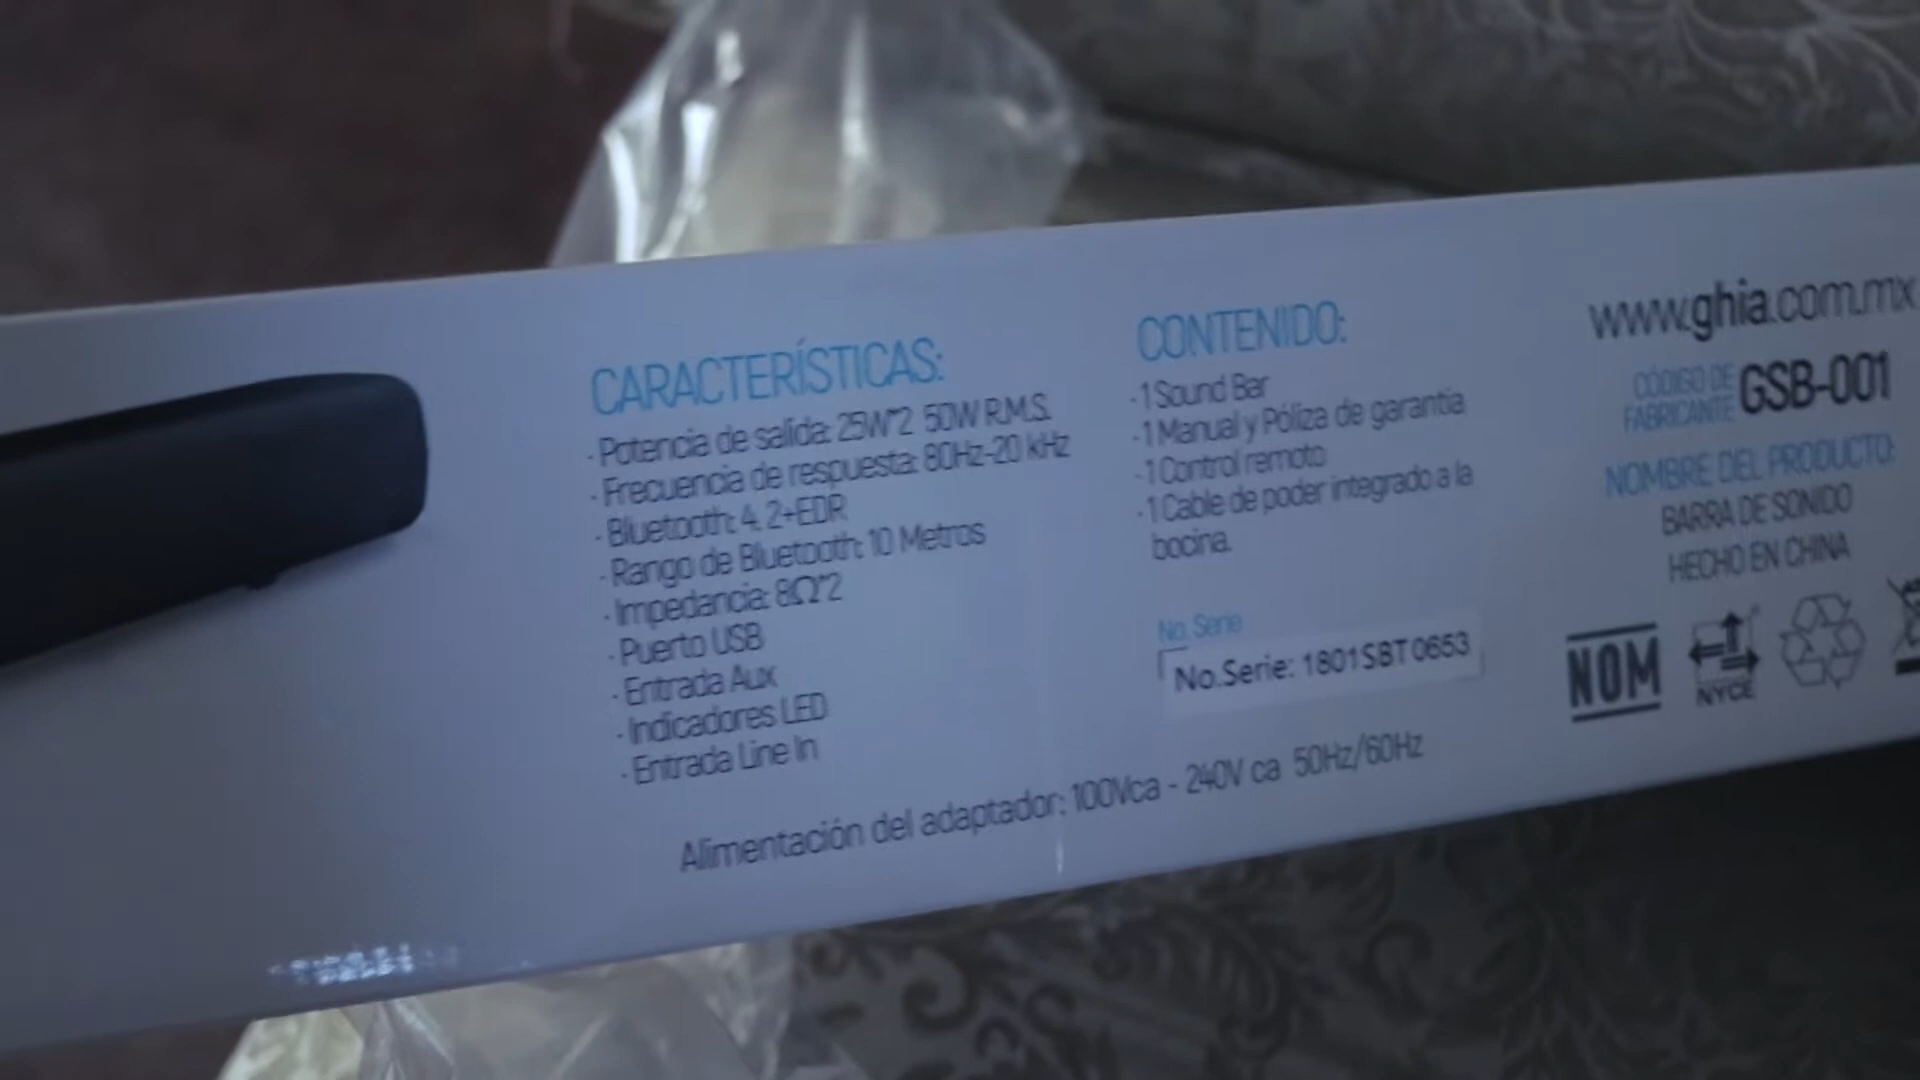 CARACTERÍSTICAS:
· Potencia de salida: 25W*2 50W R.M.S.
· Frecuencia de respuesta: 80Hz-20 kHz
· Bluetooth: 4. 2+EDR
· Rango de Bluetooth: 10 Metros
· Impedancia: 8Ω*2
· Puerto USB
· Entrada Aux
· Indicadores LED
· Entrada Line In
Alimentación del adaptador: 100Vca - 240V ca 50Hz/60Hz
CONTENIDO:
· 1 Sound Bar
· 1 Manual y Póliza de garantía
· 1 Control remoto
· 1 Cable de poder integrado a la
bocina.
No. Serie
No.Serie: 1801SBT0653
www.ghia.com.mx
CÓDIGO DE
FABRICANTE GSB-001
NOMBRE DEL PRODUCTO:
BARRA DE SONIDO
HECHO EN CHINA
NOM
NYCE